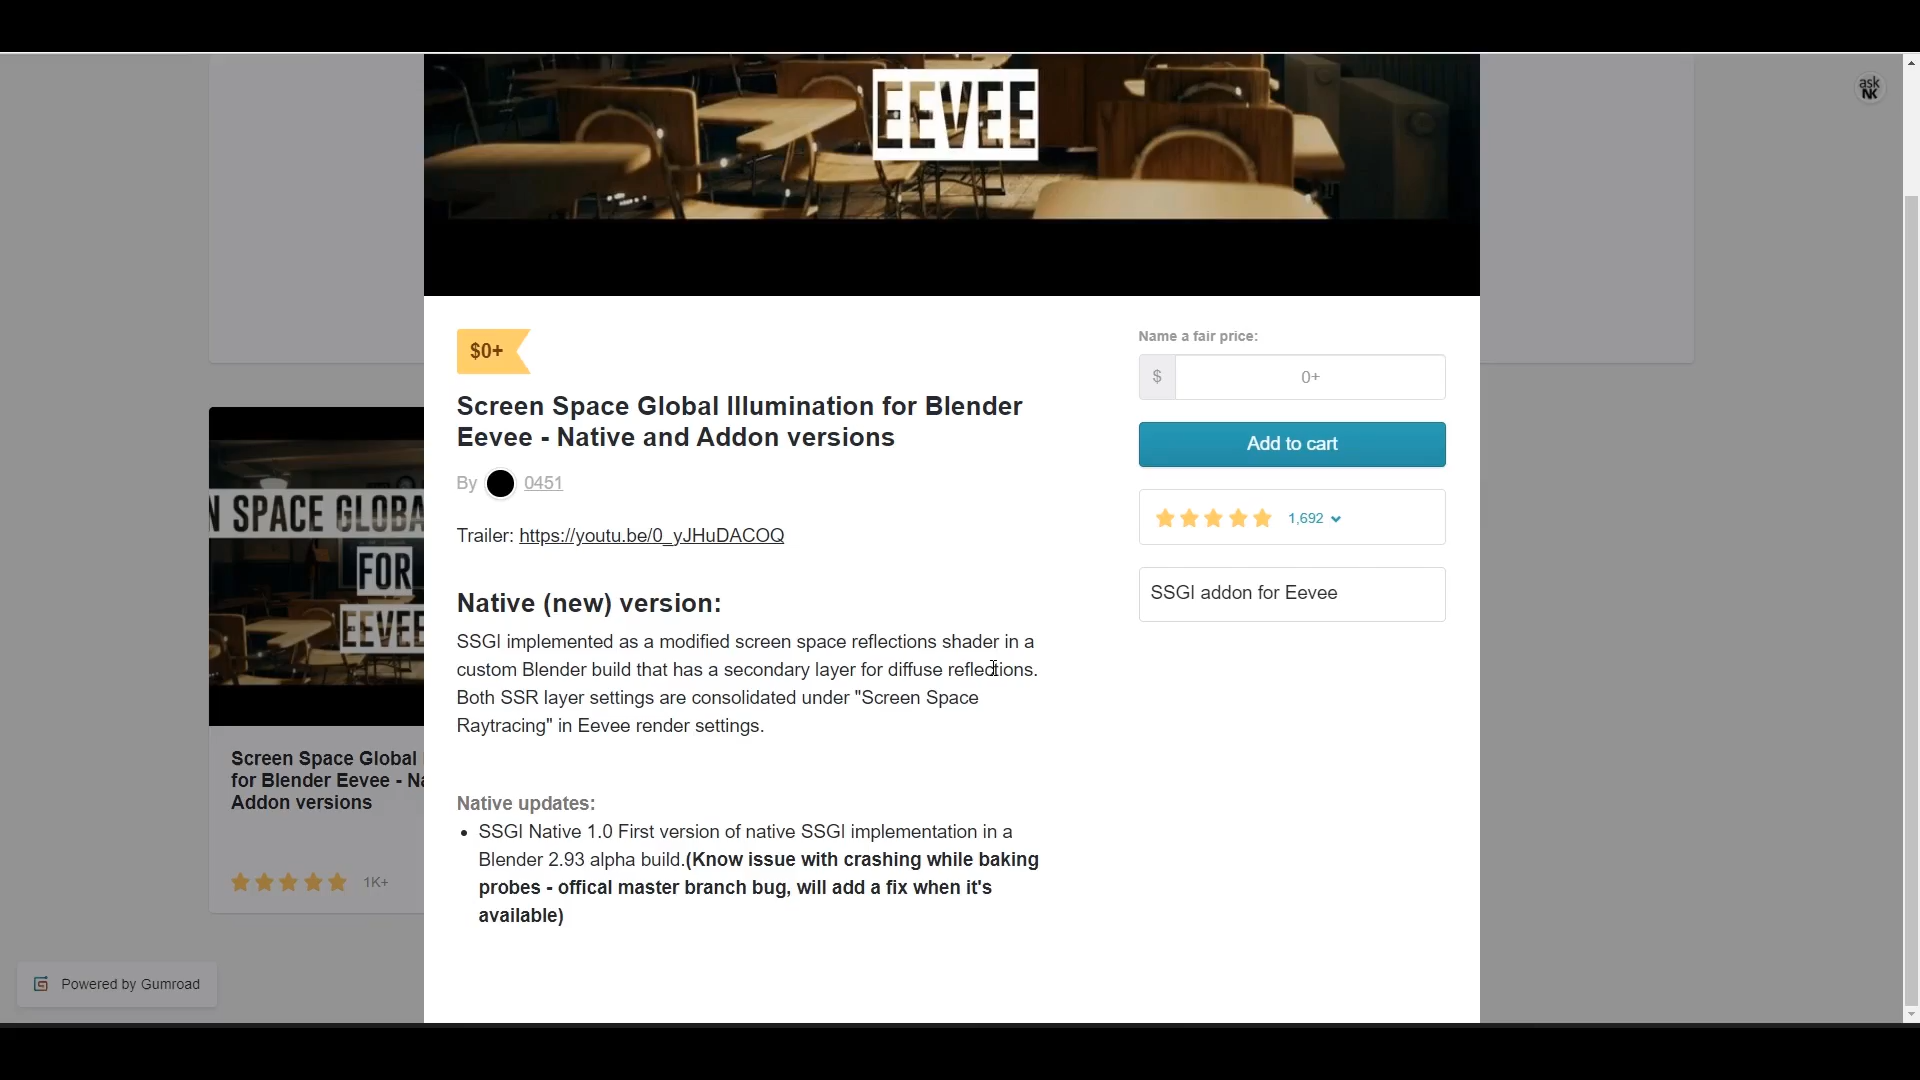 EEVEE
ask
NK
$0+
Name a fair price:
$ 0+
Screen Space Global Illumination for Blender
Eevee - Native and Addon versions
Add to cart
By 0451
1,692
Trailer: https://youtu.be/0_yJHuDACOQ
SSGI addon for Eevee
Native (new) version:
SSGI implemented as a modified screen space reflections shader in a
custom Blender build that has a secondary layer for diffuse reflections.
Both SSR layer settings are consolidated under "Screen Space
Raytracing" in Eevee render settings.
Native updates:
• SSGI Native 1.0 First version of native SSGI implementation in a
Blender 2.93 alpha build.(Know issue with crashing while baking
probes - offical master branch bug, will add a fix when it's
available)
N SPACE GLOBA
FOR
EEVEE
Screen Space Global
for Blender Eevee - Na
Addon versions
1K+
Powered by Gumroad